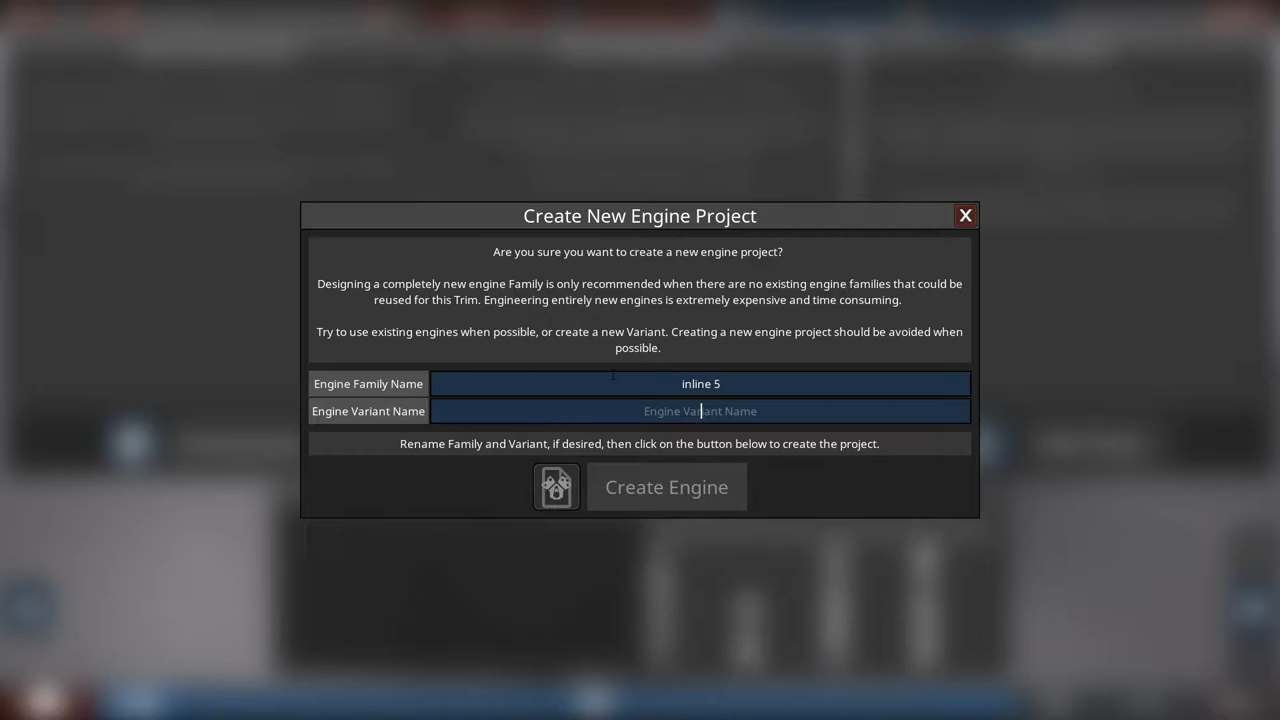 Create New Engine Project
X
Are you sure you want to create a new engine project?
Designing a completely new engine Family is only recommended when there are no existing engine families that could be
reused for this Trim. Engineering entirely new engines is extremely expensive and time consuming.
Try to use existing engines when possible, or create a new Variant. Creating a new engine project should be avoided when
possible.
Engine Family Name
inline 5
Engine Variant Name
Engine Variant Name
Rename Family and Variant, if desired, then click on the button below to create the project.
Create Engine